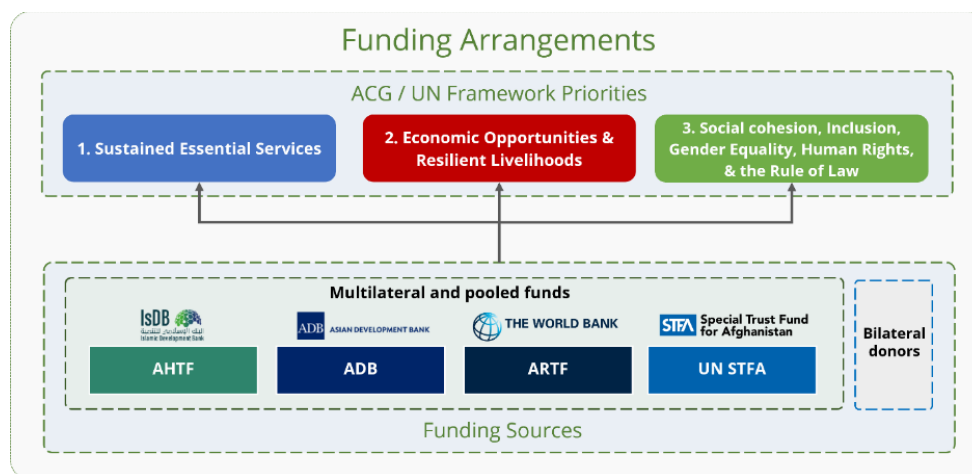 Funding Arrangements
ACG / UN Framework Priorities
1. Sustained Essential Services
2. Economic Opportunities &
Resilient Livelihoods
3. Social cohesion, Inclusion,
Gender Equality, Human Rights,
& the Rule of Law
Multilateral and pooled funds
IsDB
البنك الإسلامي للتنمية
Islamic Development Bank
AHTF
ADB ASIAN DEVELOPMENT BANK
ADB
THE WORLD BANK
ARTF
STFA Special Trust Fund
for Afghanistan
UN STFA
Bilateral
donors
Funding Sources